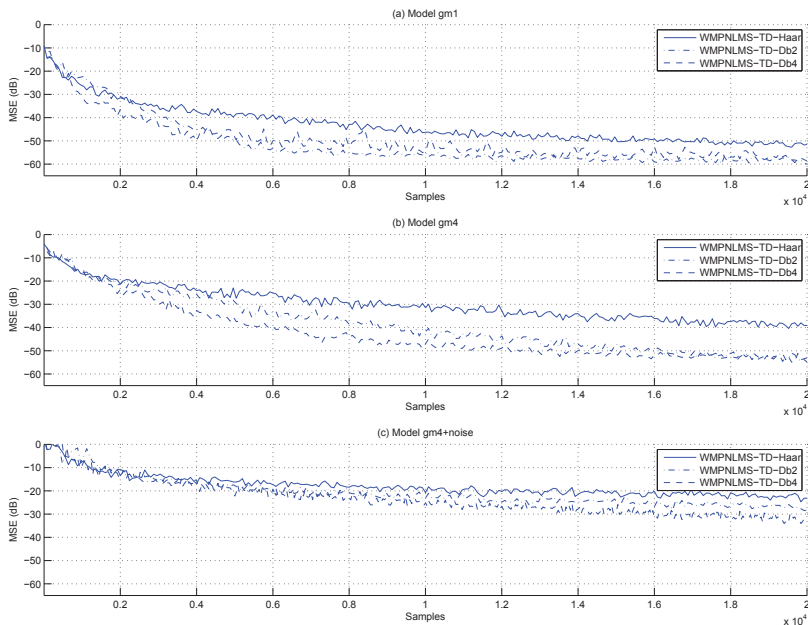 (a) Model gm1
0
−10
−20
−30
−40
−50
−60
MSE (dB)
WMPNLMS−TD−Haar
WMPNLMS−TD−Db2
WMPNLMS−TD−Db4
0.2 0.4 0.6 0.8 1 1.2 1.4 1.6 1.8 2
Samples
x 10^4
(b) Model gm4
0
−10
−20
−30
−40
−50
−60
MSE (dB)
WMPNLMS−TD−Haar
WMPNLMS−TD−Db2
WMPNLMS−TD−Db4
0.2 0.4 0.6 0.8 1 1.2 1.4 1.6 1.8 2
Samples
x 10^4
(c) Model gm4+noise
0
−10
−20
−30
−40
−50
−60
MSE (dB)
WMPNLMS−TD−Haar
WMPNLMS−TD−Db2
WMPNLMS−TD−Db4
0.2 0.4 0.6 0.8 1 1.2 1.4 1.6 1.8 2
Samples
x 10^4